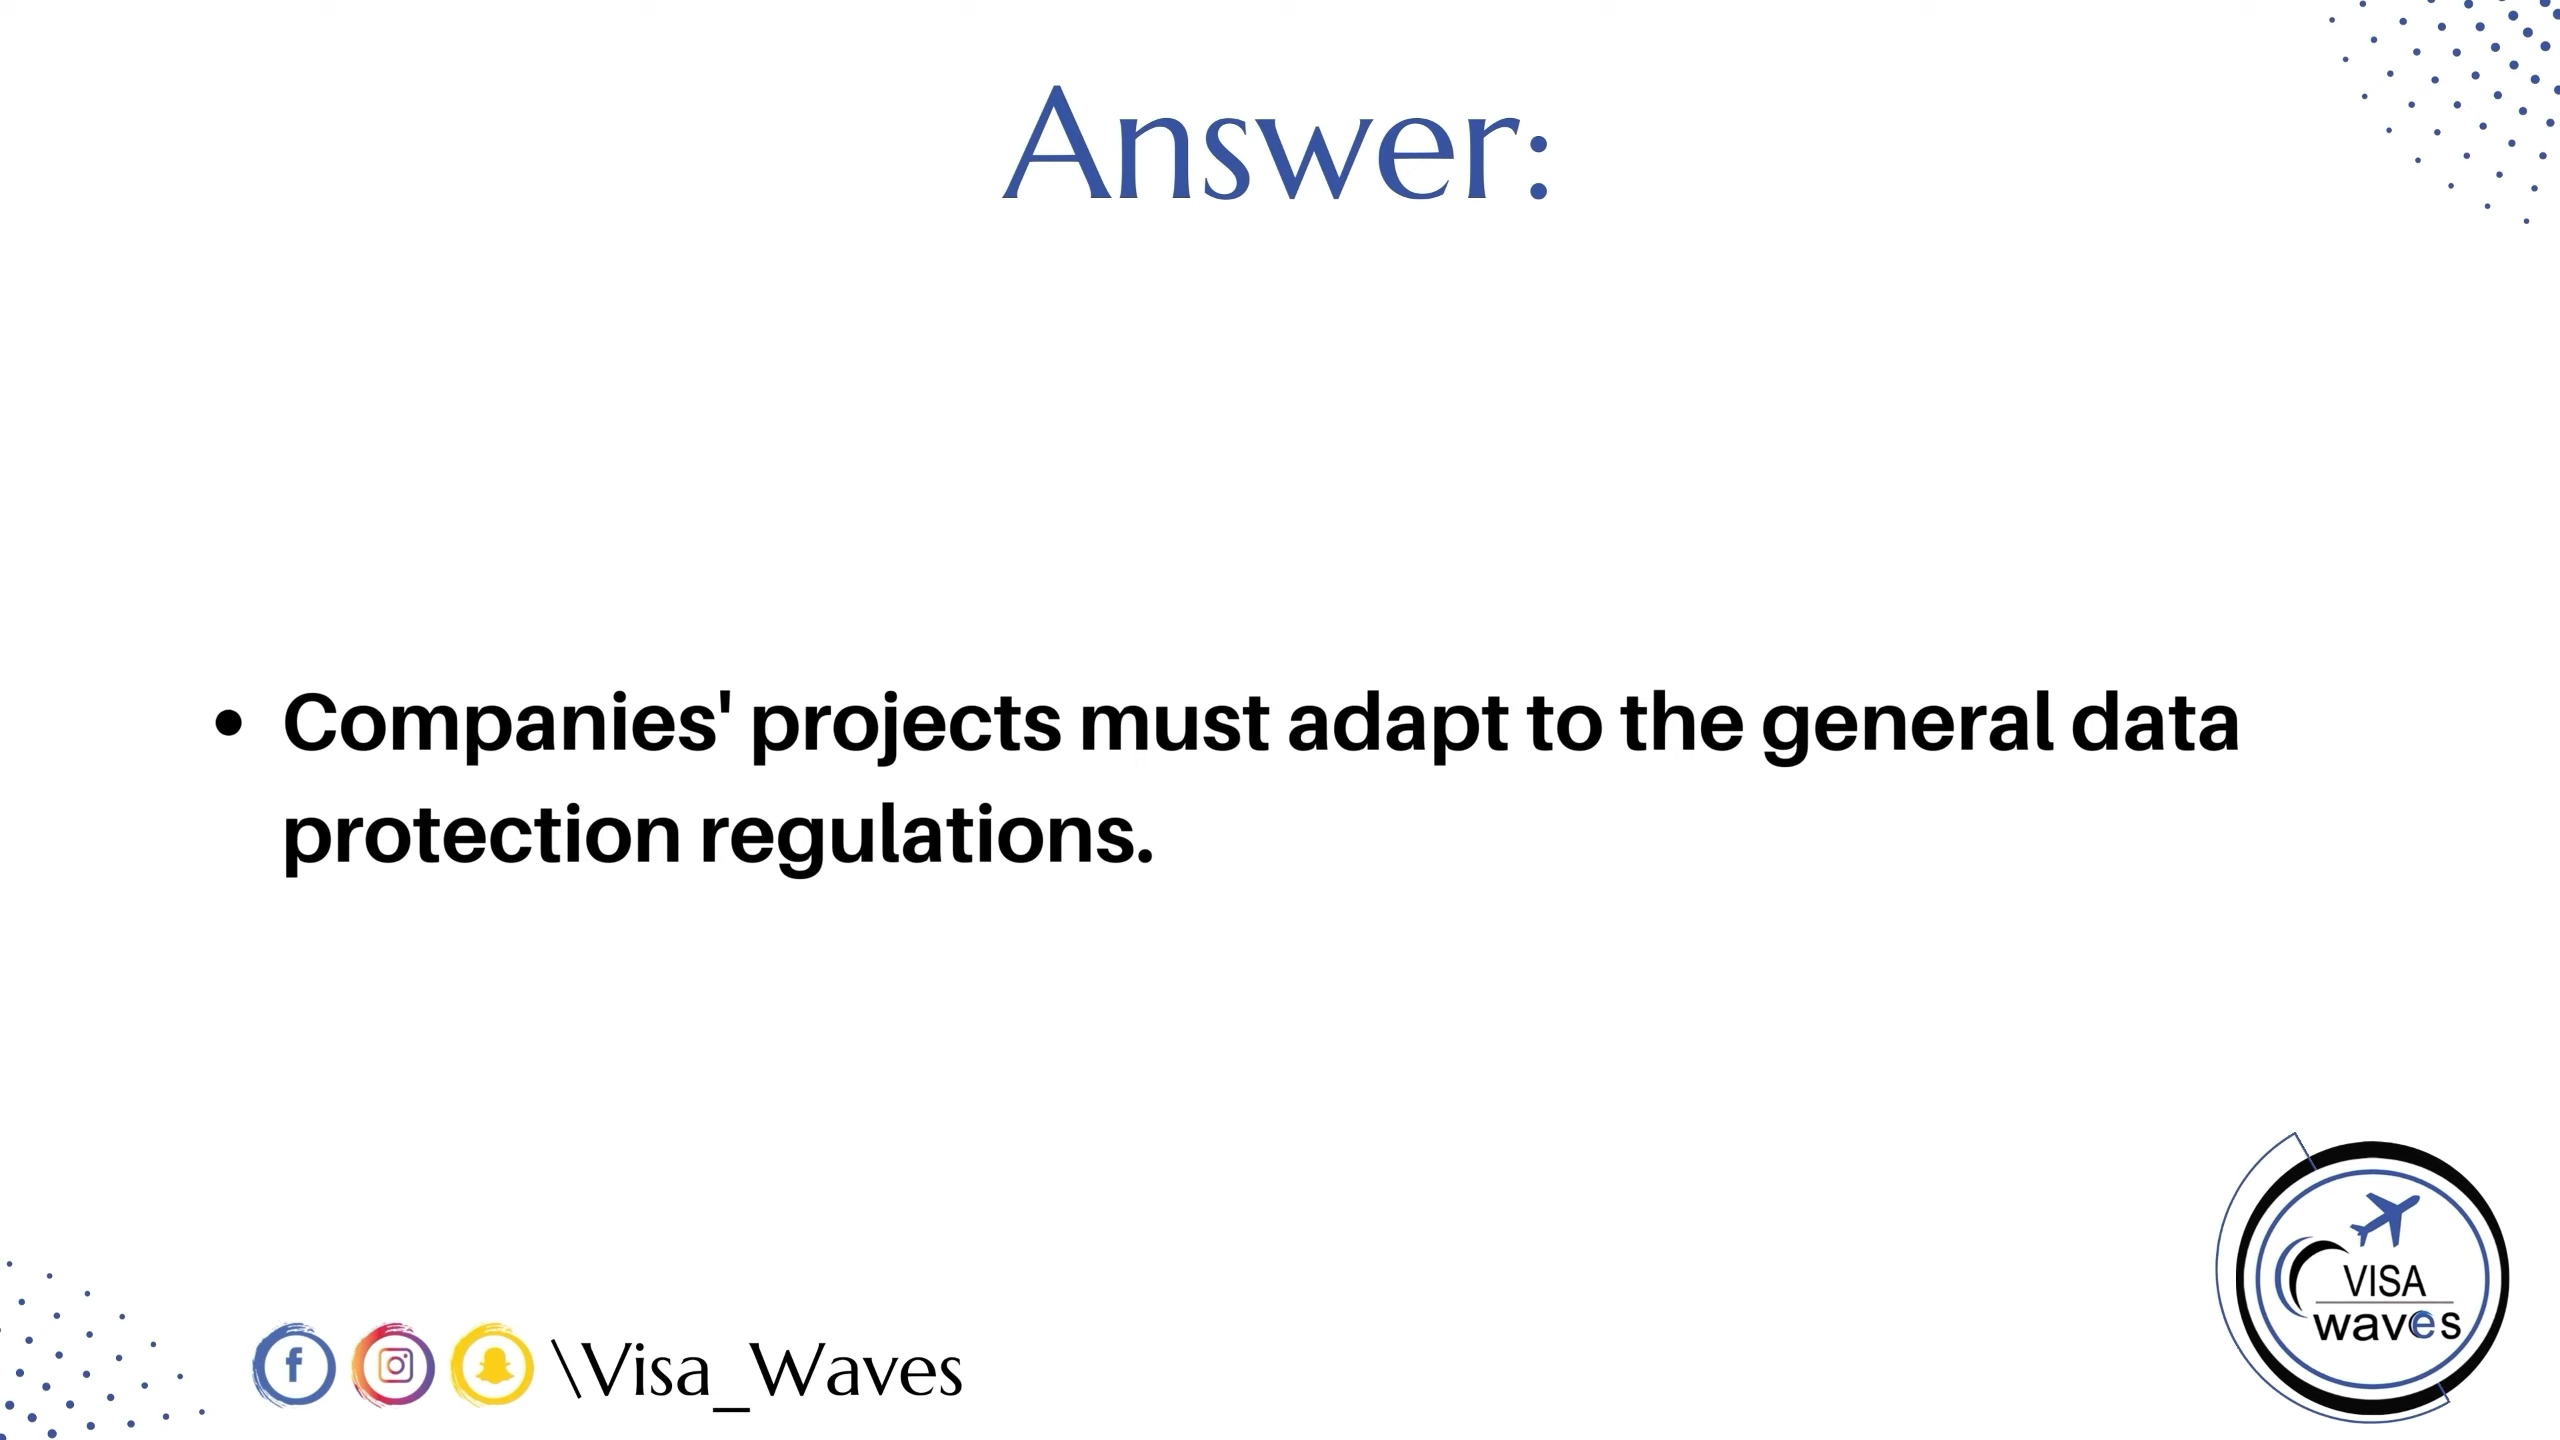 Answer:
• Companies' projects must adapt to the general data
protection regulations.
\Visa_Waves
VISA
waves